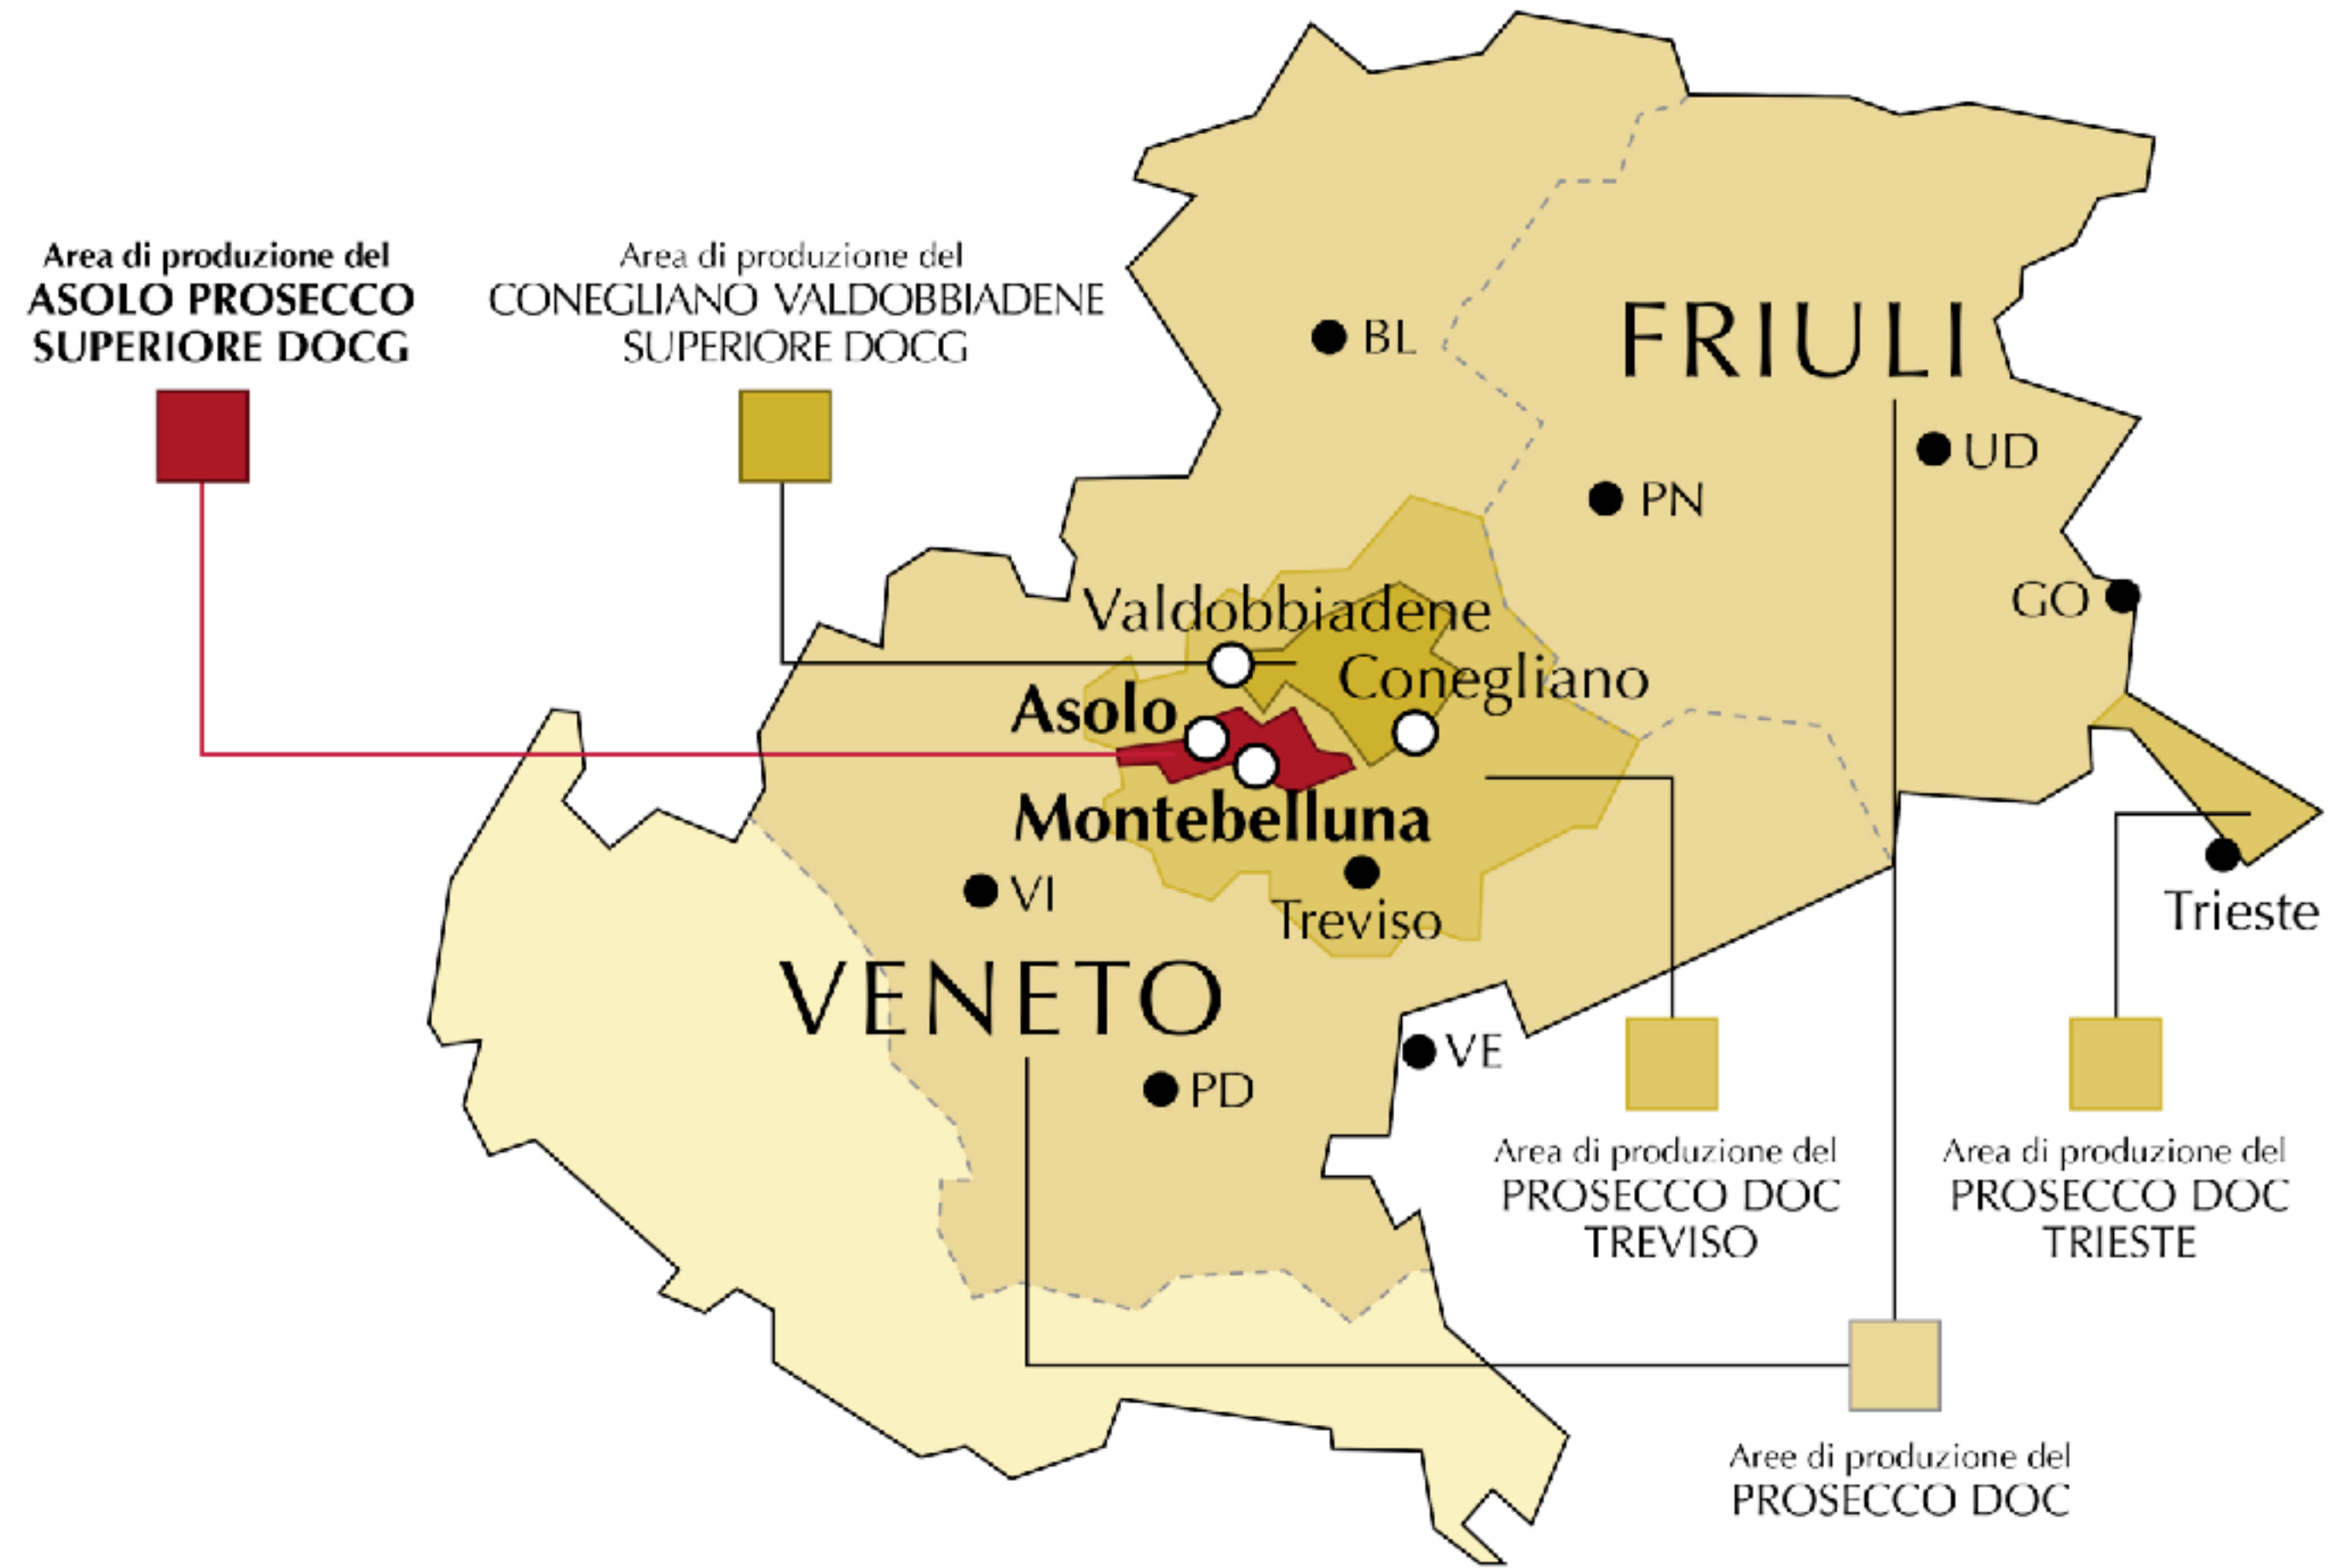 Area di produzione del
ASOLO PROSECCO
SUPERIORE DOCG
Area di produzione del
CONEGLIANO VALDOBBIADENE
SUPERIORE DOCG
FRIULI
BL
UD
PN
GO
Valdobbiadene
Conegliano
Asolo
Montebelluna
VI
Treviso
Trieste
VENETO
VE
PD
Area di produzione del
PROSECCO DOC
TREVISO
Area di produzione del
PROSECCO DOC
TRIESTE
Aree di produzione del
PROSECCO DOC